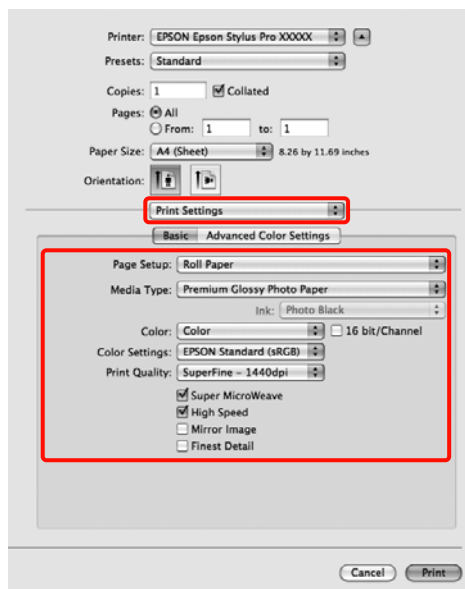 Printer: EPSON Epson Stylus Pro XXXXX
Presets: Standard
Copies: 1 Collated
Pages: All
From: 1 to: 1
Paper Size: A4 (Sheet) 8.26 by 11.69 inches
Orientation:
Print Settings
Basic Advanced Color Settings
Page Setup: Roll Paper
Media Type: Premium Glossy Photo Paper
Ink: Photo Black
Color: Color 16 bit/Channel
Color Settings: EPSON Standard (sRGB)
Print Quality: SuperFine - 1440dpi
Super MicroWeave
High Speed
Mirror Image
Finest Detail
Cancel Print